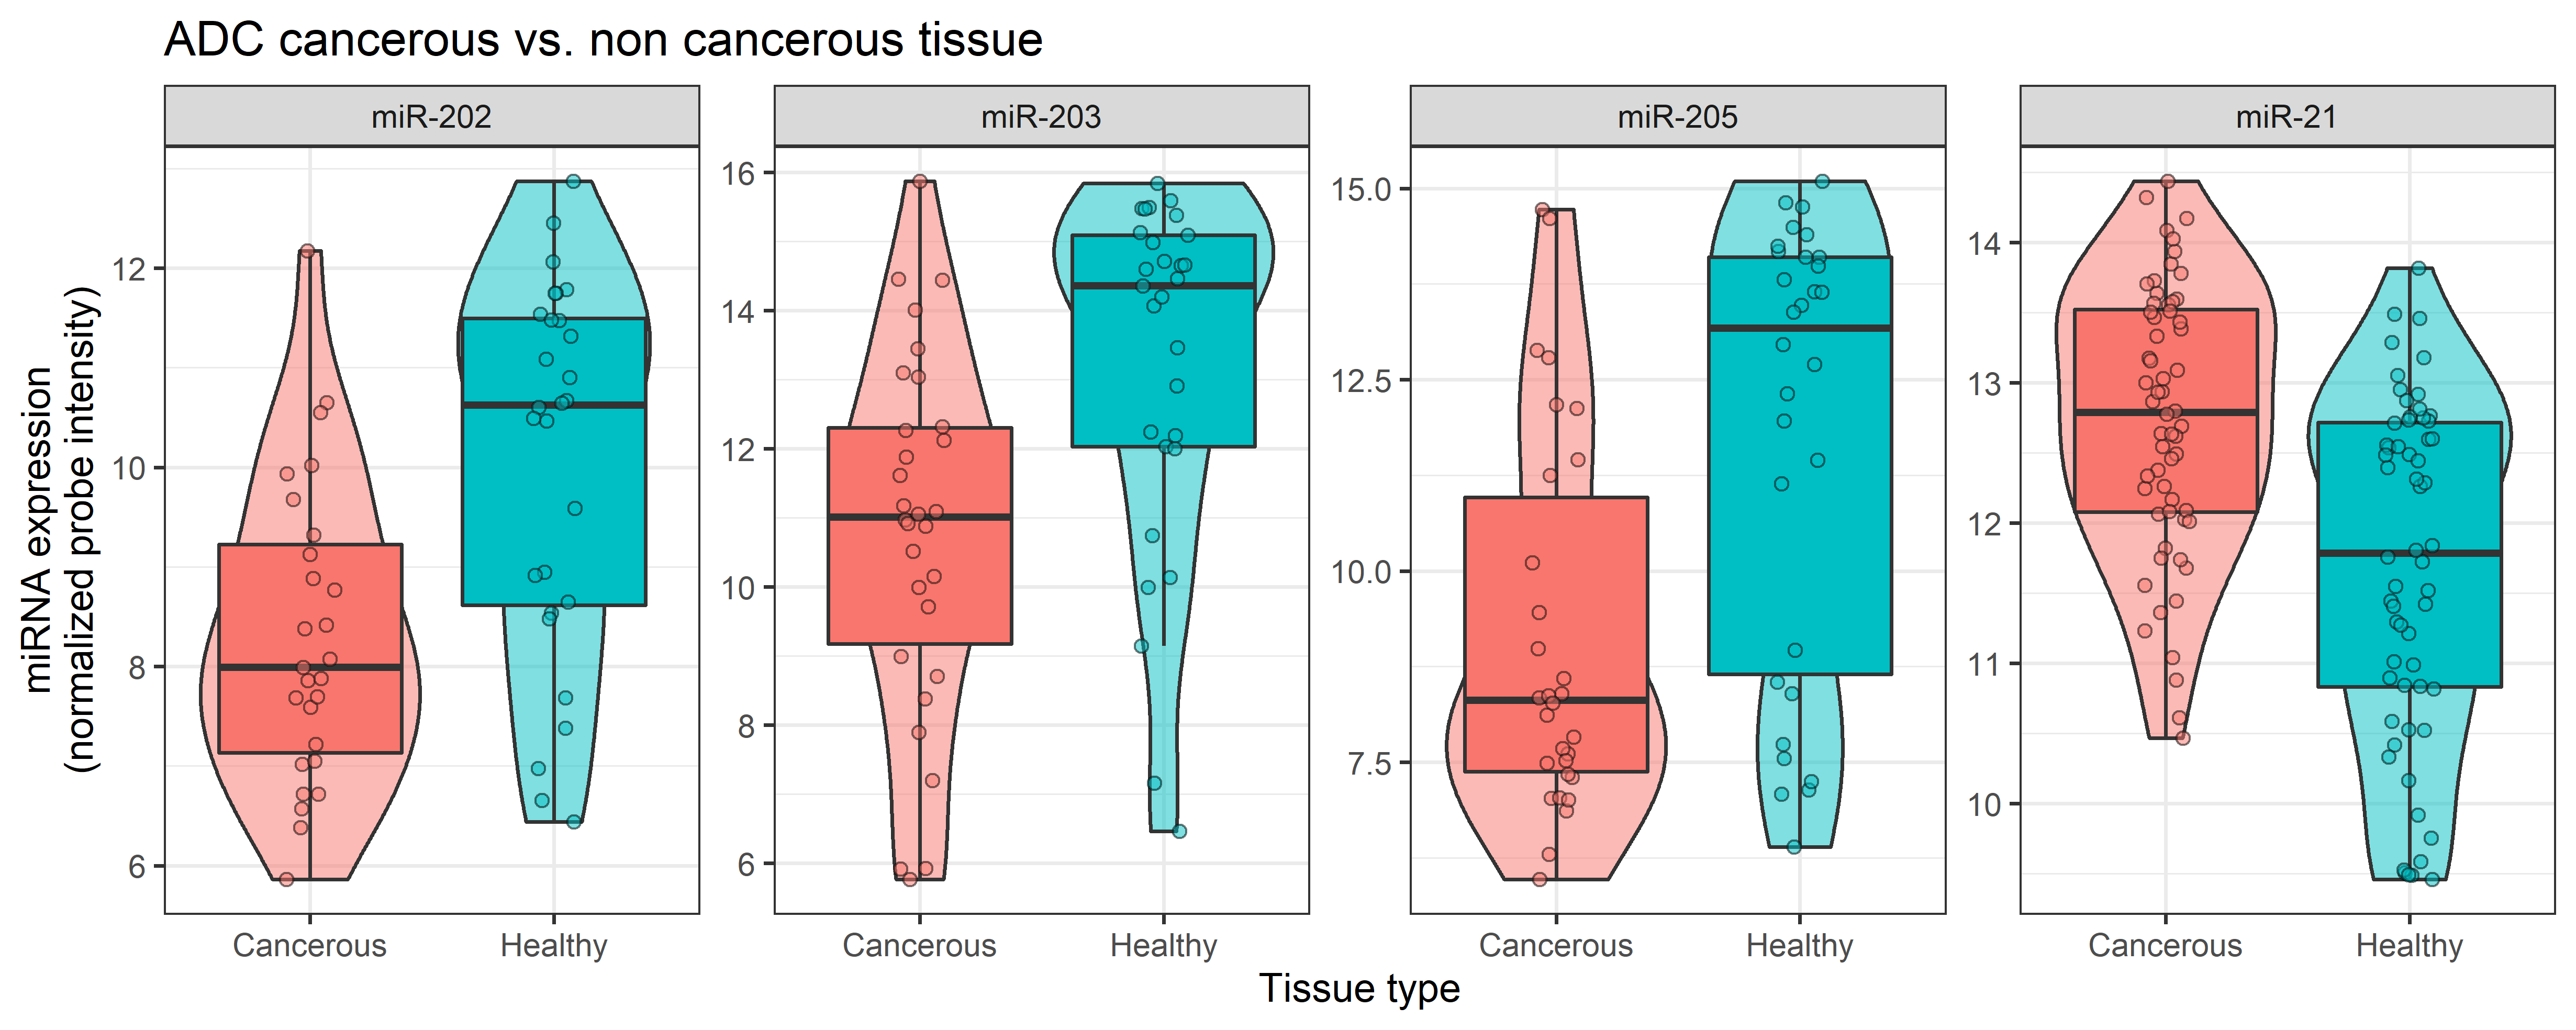 ADC cancerous vs. non cancerous tissue
miR-202
miR-203
miR-205
miR-21
miRNA expression
(normalized probe intensity)
12
10
8
6
16
14
12
10
8
6
15.0
12.5
10.0
7.5
14
13
12
11
10
Cancerous
Healthy
Cancerous
Healthy
Cancerous
Healthy
Cancerous
Healthy
Tissue type